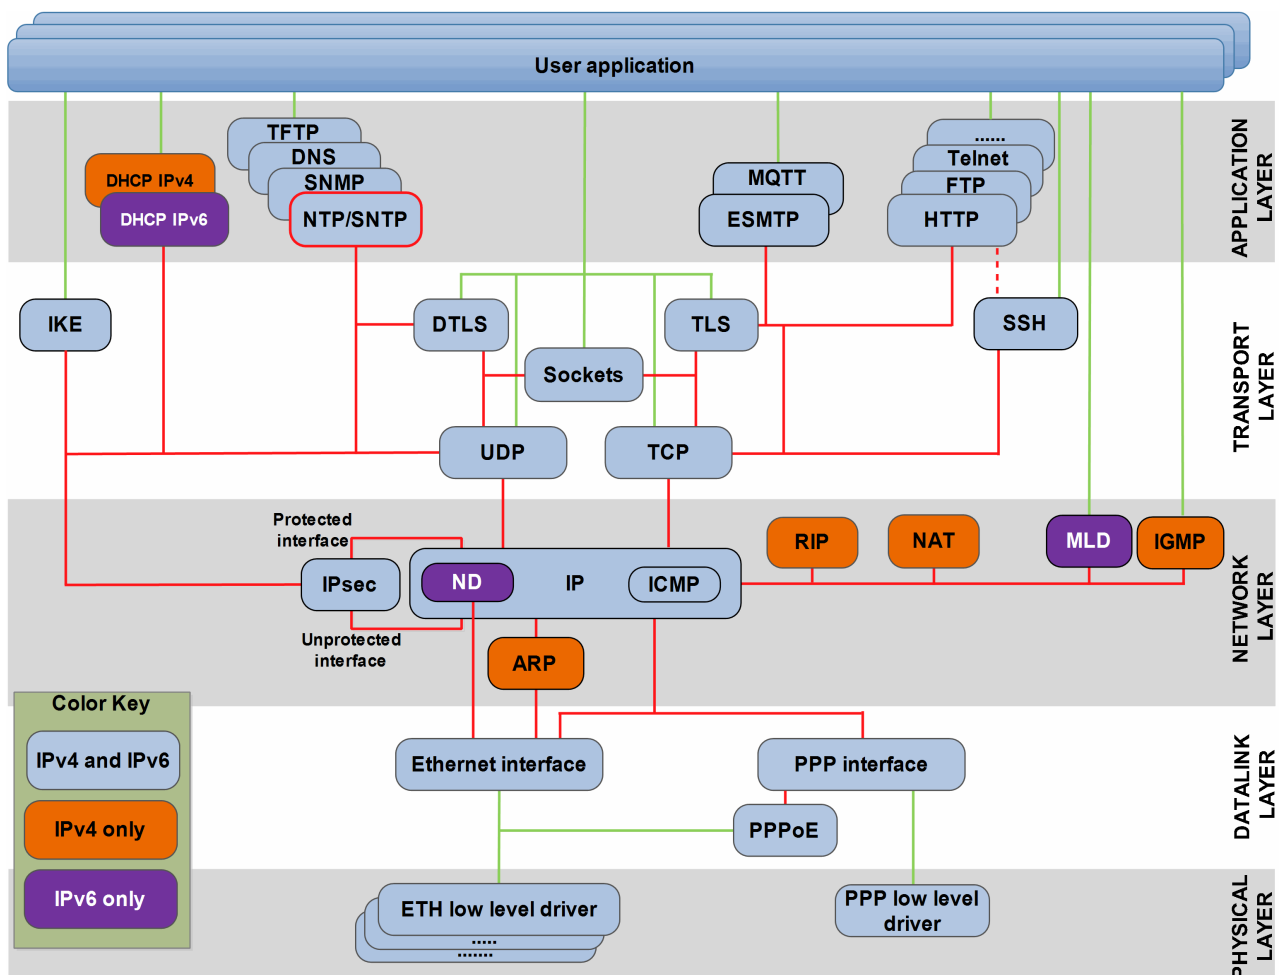 User application
APPLICATION
LAYER
TFTP
DNS
SNMP
NTP/SNTP
DHCP IPv4
DHCP IPv6
MQTT
ESMTP
......
Telnet
FTP
HTTP
TRANSPORT
LAYER
IKE
DTLS
TLS
SSH
Sockets
UDP
TCP
NETWORK
LAYER
Protected
interface
IPsec
Unprotected
interface
ND
IP
ICMP
RIP
NAT
MLD
IGMP
ARP
Color Key
IPv4 and IPv6
IPv4 only
IPv6 only
DATALINK
LAYER
Ethernet interface
PPP interface
PPPoE
PHYSICAL
LAYER
ETH low level driver
.....
.......
PPP low level
driver